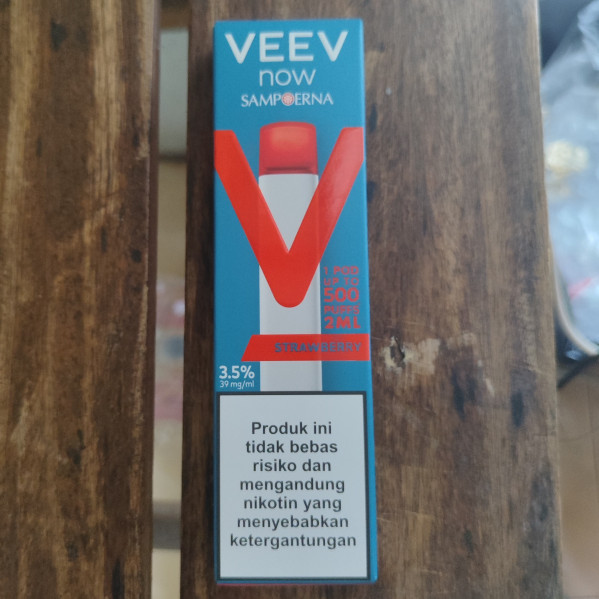 VEEV
now
SAMPOERNA
V
1 POD
UP TO
500
PUFFS
2ML
STRAWBERRY
3.5%
39 mg/ml
Produk ini
tidak bebas
risiko dan
mengandung
nikotin yang
menyebabkan
ketergantungan